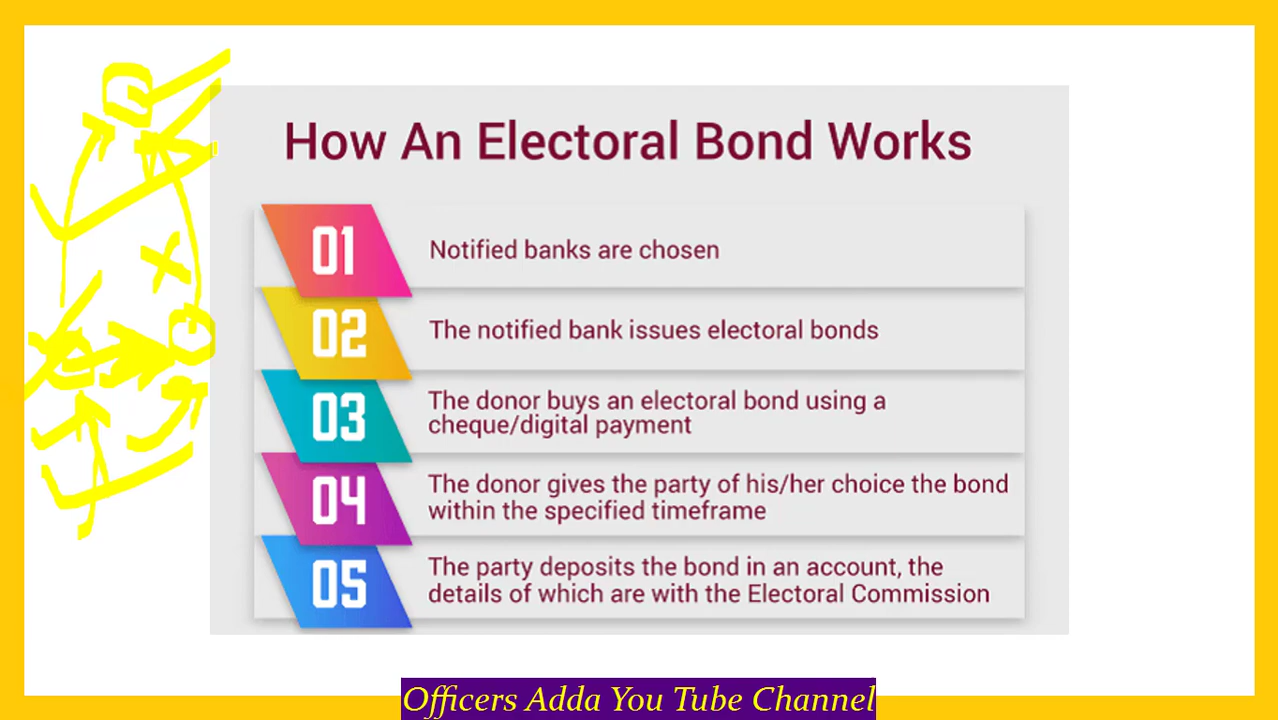 How An Electoral Bond Works
01
Notified banks are chosen
02
The notified bank issues electoral bonds
03
The donor buys an electoral bond using a
cheque/digital payment
04
The donor gives the party of his/her choice the bond
within the specified timeframe
05
The party deposits the bond in an account, the
details of which are with the Electoral Commission
Officers Adda You Tube Channel